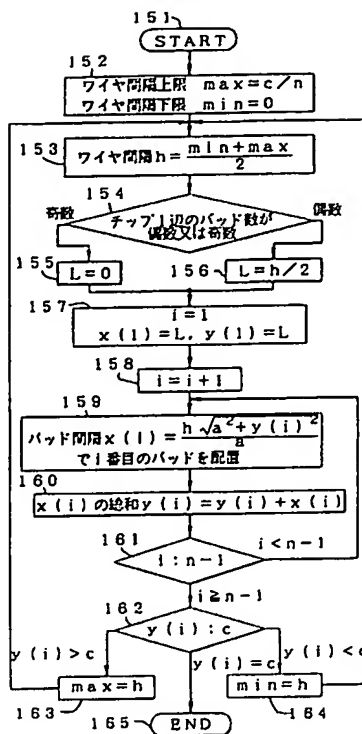 151
START
152
ワイヤ間隔上限 max=c/n
ワイヤ間隔下限 min=0
153
ワイヤ間隔h=min+max/2
154
奇数
偶数
チップ1辺のパッド数が
偶数又は奇数
155
L=0
156
L=h/2
157
i=1
x(1)=L, y(1)=L
158
i=i+1
159
パッド間隔x(i)=h√a²+y(i)²/a
でi番目のパッドを配置
160
x(i)の総和y(i)=y(i)+x(i)
161
i:n-1
i<n-1
i≧n-1
162
y(i):c
y(i)>c
y(i)=c
y(i)<c
max=h
163
min=h
164
165
END